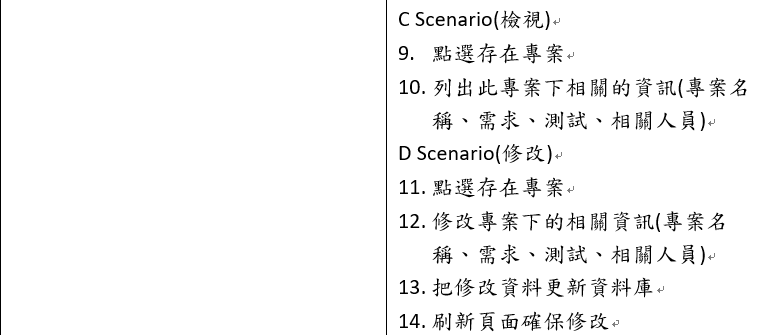 C Scenario(檢視)
9. 點選存在專案
10. 列出此專案下相關的資訊(專案名
稱、需求、測試、相關人員)
D Scenario(修改)
11. 點選存在專案
12. 修改專案下的相關資訊(專案名
稱、需求、測試、相關人員)
13. 把修改資料更新資料庫
14. 刷新頁面確保修改